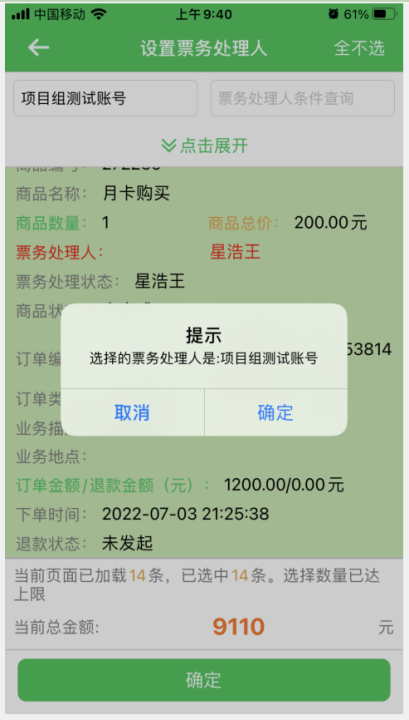 中国移动
上午9:40
61%
设置票务处理人
全不选
项目组测试账号
票务处理人条件查询
点击展开
商品名称: 月卡购买
商品数量: 1
商品总价: 200.00元
票务处理人: 星浩王
票务处理状态: 星浩王
商品状
提示
选择的票务处理人是:项目组测试账号
订单编
53814
取消
确定
订单类
业务描
业务地点:
订单金额/退款金额（元）: 1200.00/0.00元
下单时间: 2022-07-03 21:25:38
退款状态: 未发起
当前页面已加载14条，已选中14条。选择数量已达
上限
当前总金额: 9110 元
确定